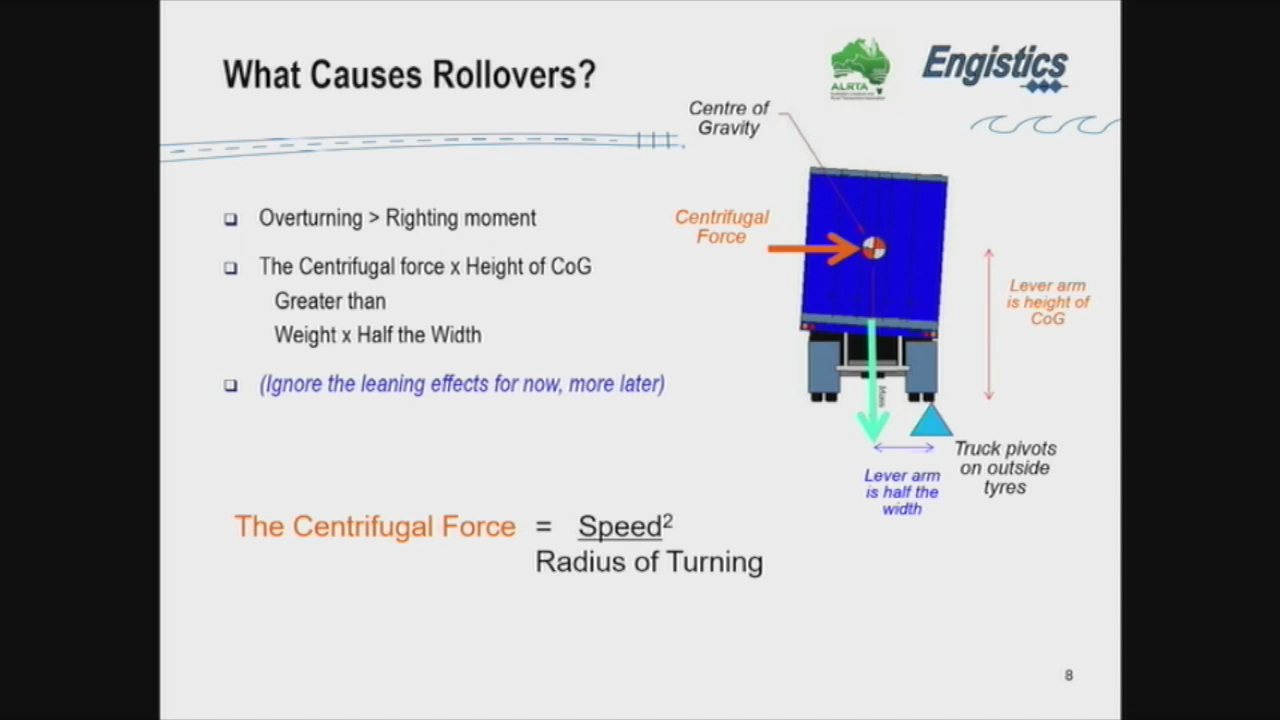 What Causes Rollovers?
ALRTA
Engistics
Centre of
Gravity
Overturning > Righting moment
The Centrifugal force x Height of CoG
Greater than
Weight x Half the Width
(Ignore the leaning effects for now, more later)
Centrifugal
Force
Lever arm
is height of
CoG
Mass
Truck pivots
on outside
tyres
Lever arm
is half the
width
The Centrifugal Force = Speed²
Radius of Turning
8